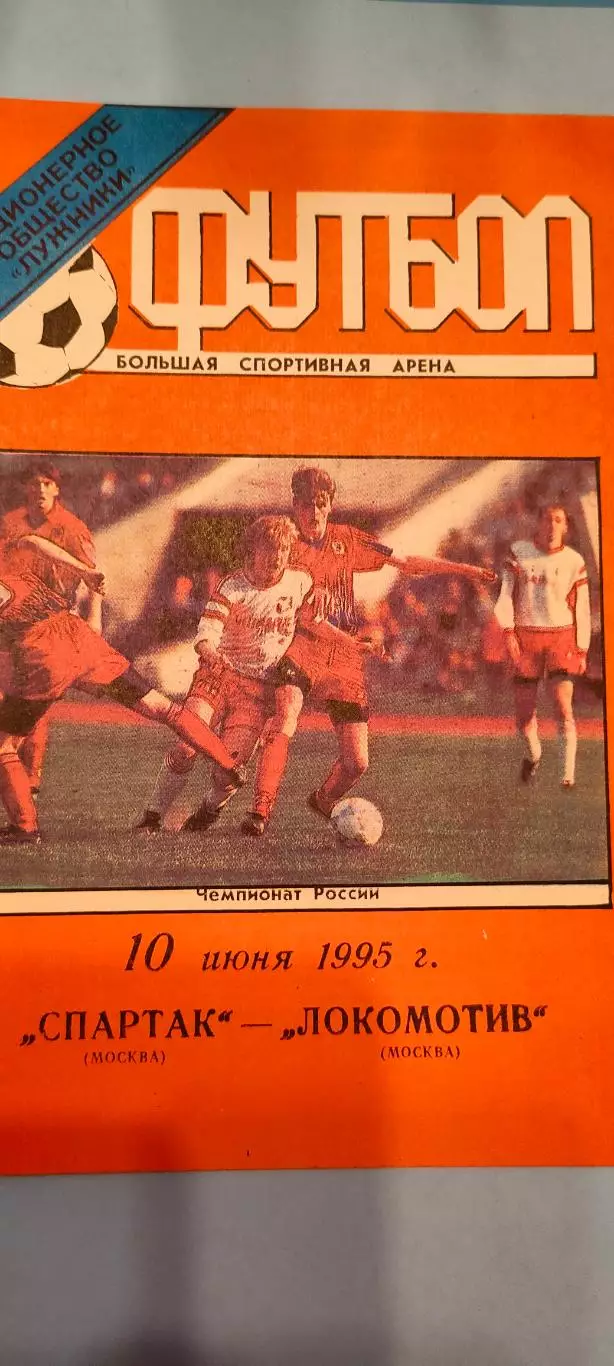 ОБЩЕСТВО
„ЛУЖНИКИ"
ФУТБОЛ
БОЛЬШАЯ СПОРТИВНАЯ АРЕНА
Чемпионат России
10 июня 1995 г.
„СПАРТАК" — „ЛОКОМОТИВ"
(МОСКВА) (МОСКВА)